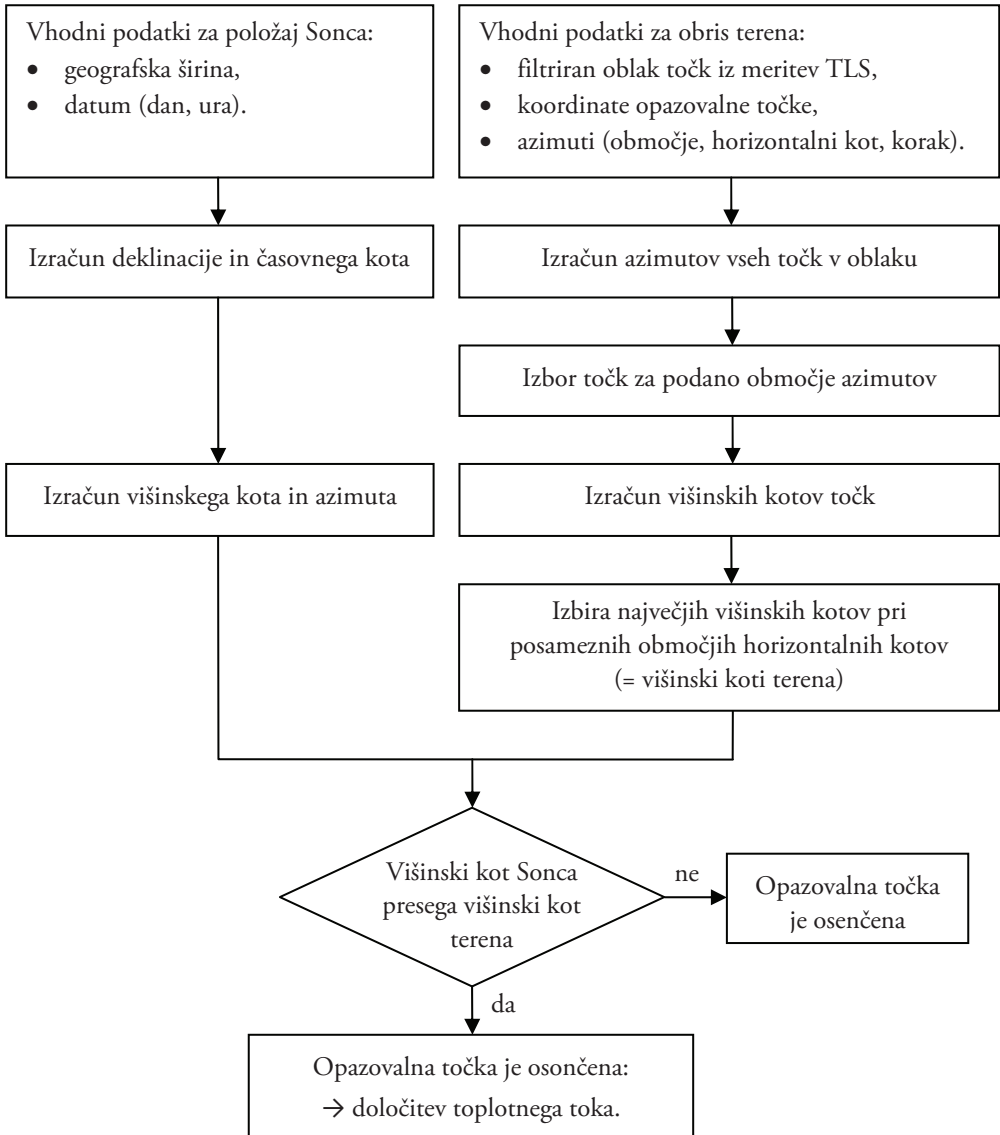 Vhodni podatki za položaj Sonca:
• geografska širina,
• datum (dan, ura).
Vhodni podatki za obris terena:
• filtriran oblak točk iz meritev TLS,
• koordinate opazovalne točke,
• azimuti (območje, horizontalni kot, korak).
Izračun deklinacije in časovnega kota
Izračun azimutov vseh točk v oblaku
Izbor točk za podano območje azimutov
Izračun višinskega kota in azimuta
Izračun višinskih kotov točk
Izbira največjih višinskih kotov pri
posameznih območjih horizontalnih kotov
(= višinski koti terena)
Višinski kot Sonca
presega višinski kot
terena
ne
Opazovalna točka
je osenčena
da
Opazovalna točka je osončena:
→ določitev toplotnega toka.